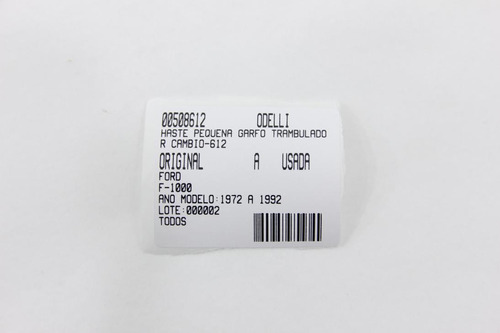 00508612 ODELLI
HASTE PEQUENA GARFO TRAMBULADO
R CAMBIO-612
ORIGINAL A USADA
FORD
F-1000
ANO MODELO:1972 A 1992
LOTE:000002
TODOS